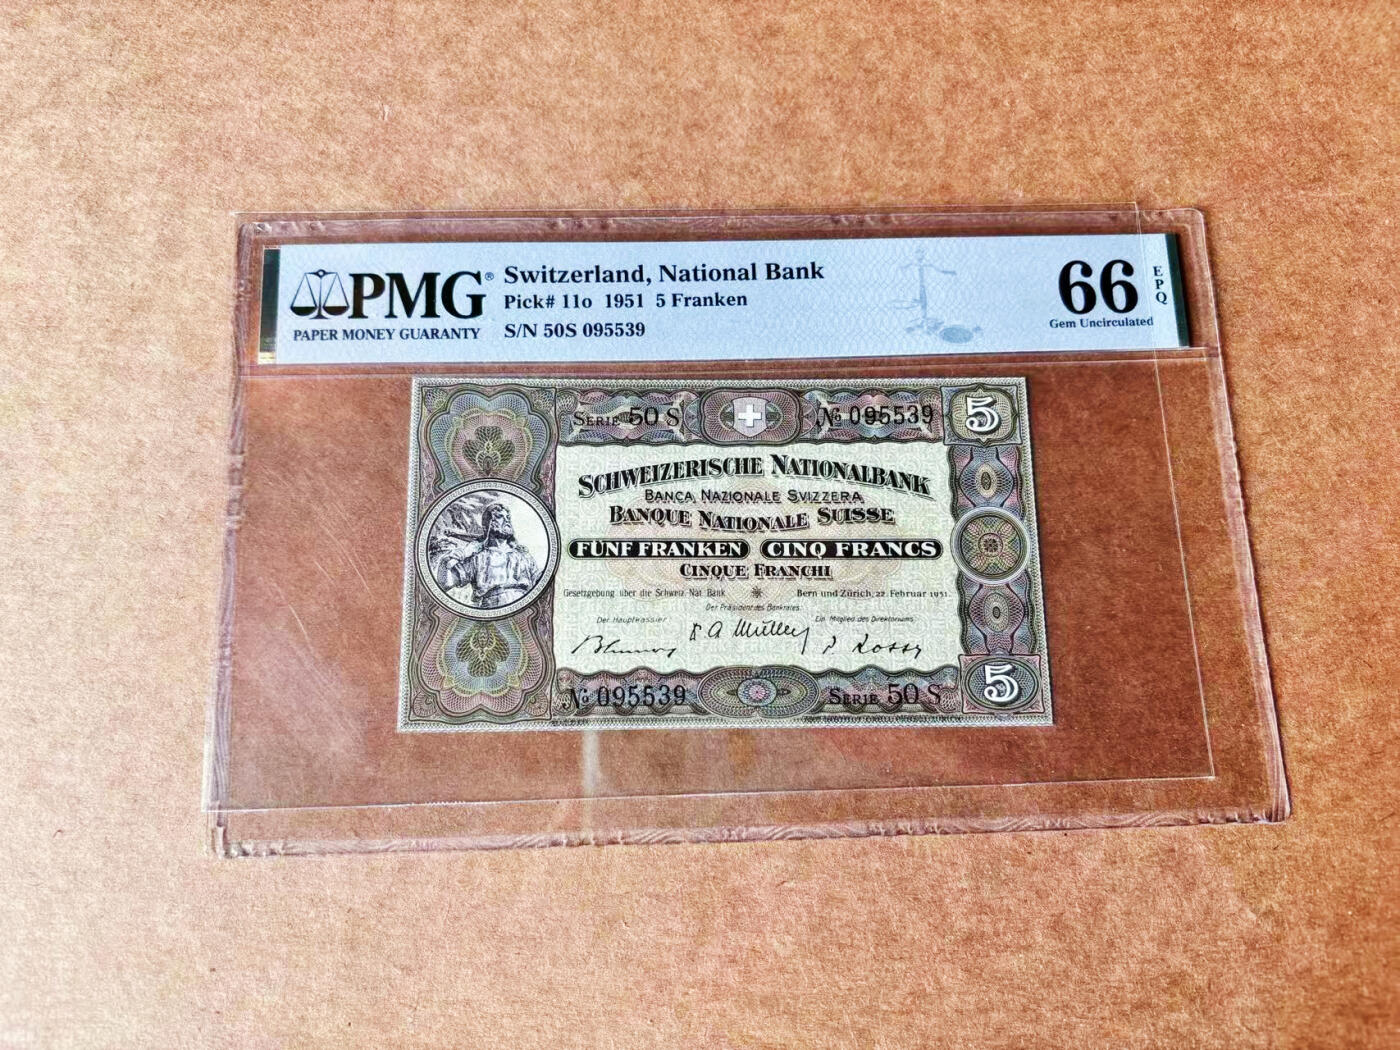 PMG®
PAPER MONEY GUARANTY
Switzerland, National Bank
Pick# 11o 1951 5 Franken
S/N 50S 095539
66
EPQ
Gem Uncirculated
SERIE 50 S
No 095539
5
SCHWEIZERISCHE NATIONALBANK
BANCA NAZIONALE SVIZZERA
BANQUE NATIONALE SUISSE
FÜNF FRANKEN CINQ FRANCS
CINQUE FRANCHI
Gesetzgebung über die Schweiz. Nat. Bank
Bern und Zürich, 22. Februar 1951.
Der Präsident des Bankrates:
Der Hauptkassier
Ein Mitglied des Direktoriums
No 095539
SERIE 50 S
5